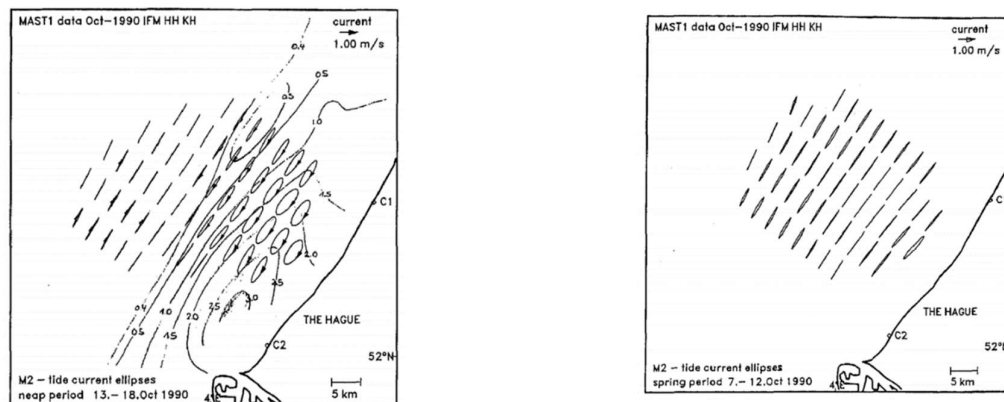 MAST1 data Oct-1990 IFM HH KH
current
1.00 m/s
0.4
0.5
0.5
1.0
1.5
C1
2.0
2.5
3.0
2.5
2.0
1.5
1.0
0.5
0.4
THE HAGUE
C2
52°N
M2 – tide current ellipses
neap period 13.– 18.Oct 1990
5 km
MAST1 data Oct-1990 IFM HH KH
current
1.00 m/s
THE HAGUE
C2
M2 – tide current ellipses
spring period 7.– 12.Oct 1990
5 km